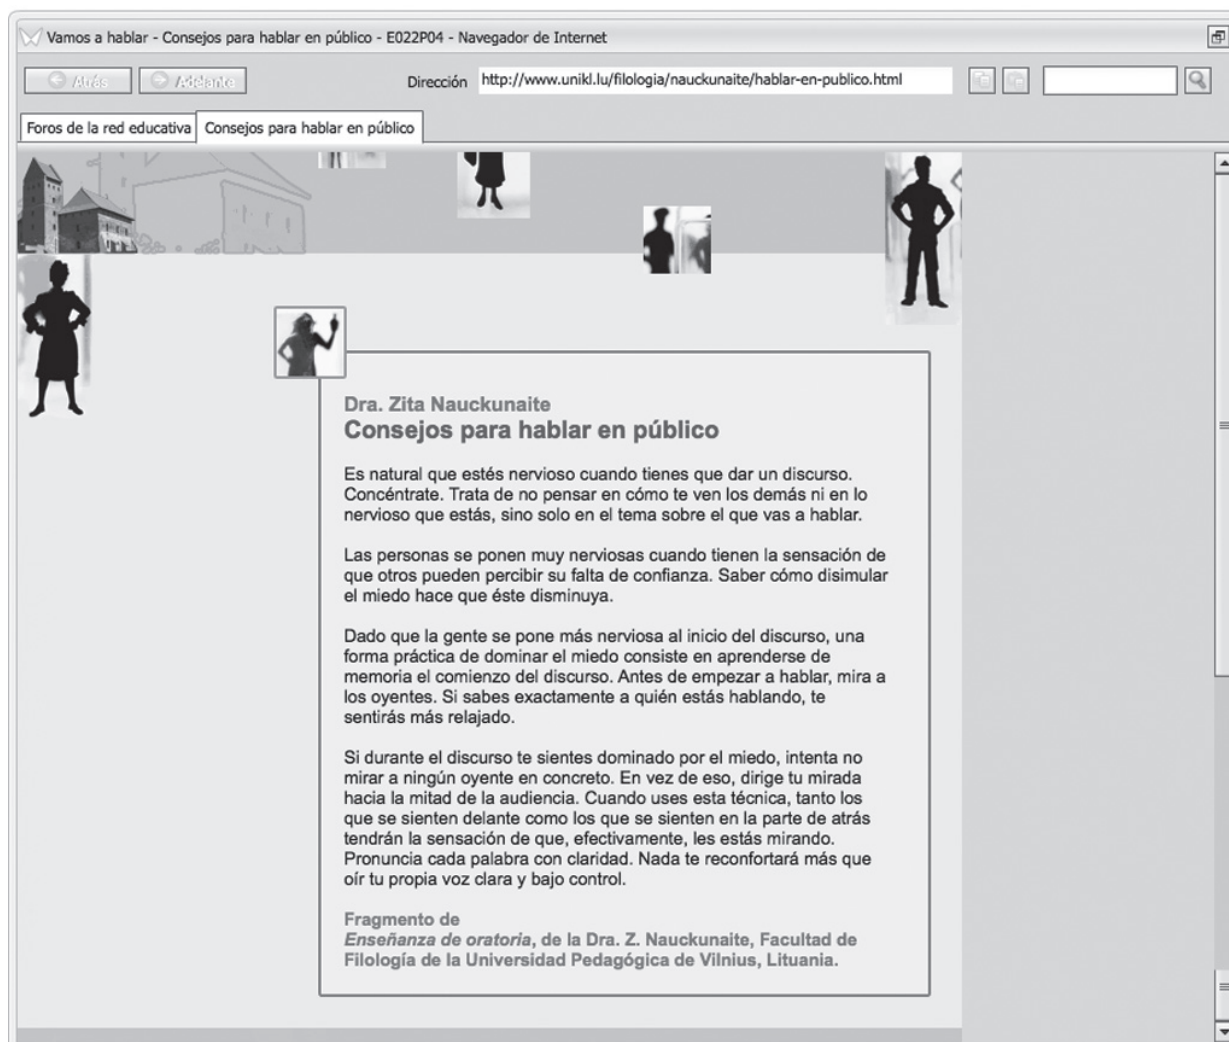 Vamos a hablar - Consejos para hablar en público - E022P04 - Navegador de Internet
Atrás
Adelante
Dirección
http://www.unikl.lu/filologia/nauckunaite/hablar-en-publico.html
Foros de la red educativa
Consejos para hablar en público
Dra. Zita Nauckunaite
Consejos para hablar en público
Es natural que estés nervioso cuando tienes que dar un discurso.
Concéntrate. Trata de no pensar en cómo te ven los demás ni en lo
nervioso que estás, sino solo en el tema sobre el que vas a hablar.
Las personas se ponen muy nerviosas cuando tienen la sensación de
que otros pueden percibir su falta de confianza. Saber cómo disimular
el miedo hace que éste disminuya.
Dado que la gente se pone más nerviosa al inicio del discurso, una
forma práctica de dominar el miedo consiste en aprenderse de
memoria el comienzo del discurso. Antes de empezar a hablar, mira a
los oyentes. Si sabes exactamente a quién estás hablando, te
sentirás más relajado.
Si durante el discurso te sientes dominado por el miedo, intenta no
mirar a ningún oyente en concreto. En vez de eso, dirige tu mirada
hacia la mitad de la audiencia. Cuando uses esta técnica, tanto los
que se sienten delante como los que se sienten en la parte de atrás
tendrán la sensación de que, efectivamente, les estás mirando.
Pronuncia cada palabra con claridad. Nada te reconfortará más que
oír tu propia voz clara y bajo control.
Fragmento de
Enseñanza de oratoria, de la Dra. Z. Nauckunaite, Facultad de
Filología de la Universidad Pedagógica de Vilnius, Lituania.